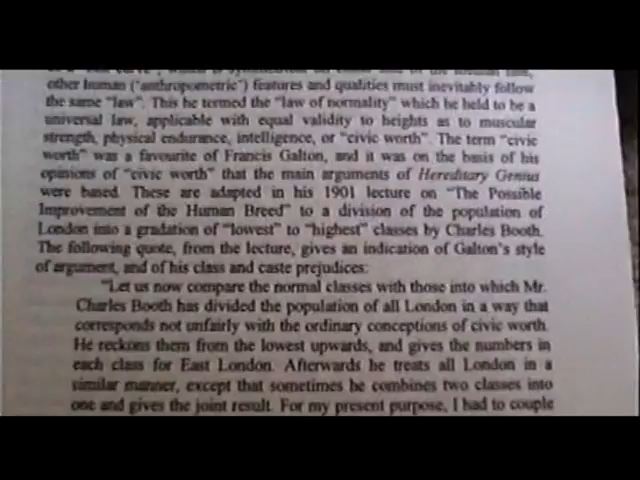 other human ("anthropometric") features and qualities must inevitably follow
the same "law". This he termed the "law of normality" which he held to be a
universal law, applicable with equal validity to heights as to muscular
strength, physical endurance, intelligence, or "civic worth". The term "civic
worth" was a favourite of Francis Galton, and it was on the basis of his
opinions of "civic worth" that the main arguments of Hereditary Genius
were based. These are adapted in his 1901 lecture on "The Possible
Improvement of the Human Breed" to a division of the population of
London into a gradation of "lowest" to "highest" classes by Charles Booth.
The following quote, from the lecture, gives an indication of Galton's style
of argument, and of his class and caste prejudices:
"Let us now compare the normal classes with those into which Mr.
Charles Booth has divided the population of all London in a way that
corresponds not unfairly with the ordinary conceptions of civic worth.
He reckons them from the lowest upwards, and gives the numbers in
each class for East London. Afterwards he treats all London in a
similar manner, except that sometimes he combines two classes into
one and gives the joint result. For my present purpose, I had to couple